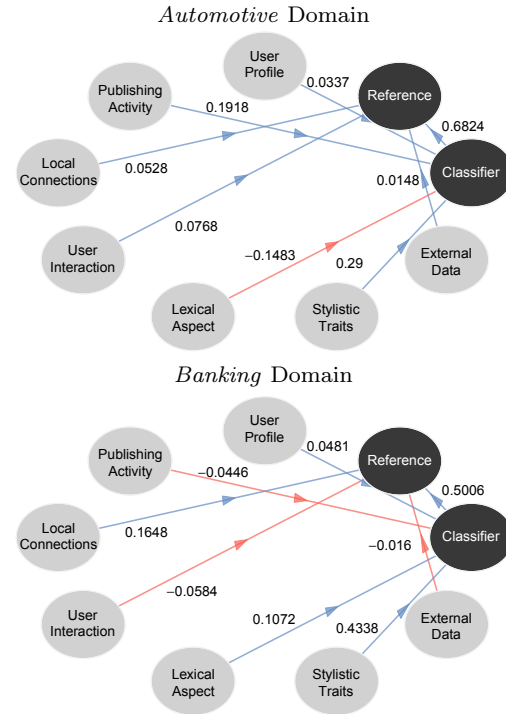 Automotive Domain
User
Profile
0.0337
Reference
Publishing
Activity
0.1918
0.6824
Local
Connections
0.0528
Classifier
0.0148
User
Interaction
0.0768
−0.1483
External
Data
0.29
Lexical
Aspect
Stylistic
Traits
Banking Domain
User
Profile
0.0481
Reference
Publishing
Activity
−0.0446
0.5006
Local
Connections
0.1648
Classifier
−0.016
User
Interaction
−0.0584
0.1072
0.4338
External
Data
Lexical
Aspect
Stylistic
Traits